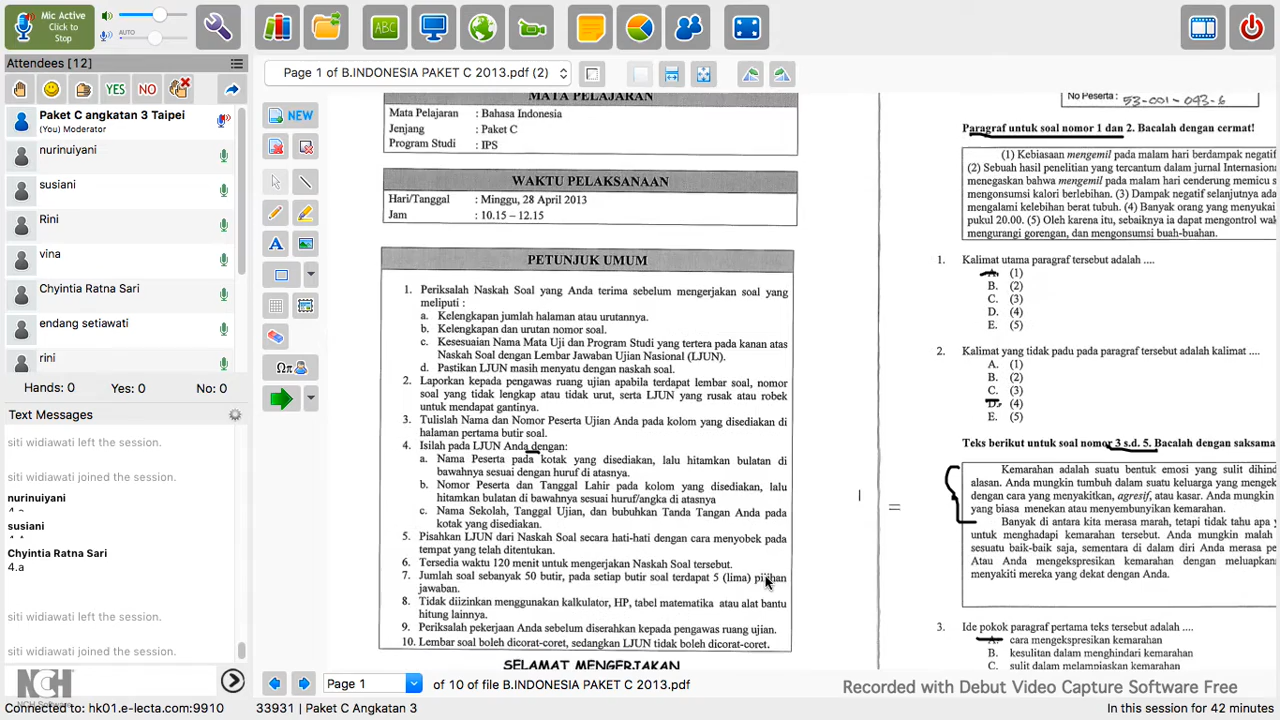 Mic Active
Click to
Stop
AUTO
ABC
Attendees [12]
YES
NO
Paket C angkatan 3 Taipei
(You) Moderator
nurinuiyani
susiani
Rini
vina
Chyintia Ratna Sari
endang setiawati
rini
Hands: 0
Yes: 0
No: 0
Text Messages
siti widiawati left the session.
siti widiawati joined the session.
nurinuiyani
susiani
Chyintia Ratna Sari
4.a
siti widiawati left the session.
siti widiawati joined the session.
NCH
NCH Software
Connected to: hk01.e-lecta.com:9910
33931 | Paket C Angkatan 3
In this session for 42 minutes
Page 1 of B.INDONESIA PAKET C 2013.pdf (2)
NEW
A
Ωπ
MATA PELAJARAN
Mata Pelajaran : Bahasa Indonesia
Jenjang : Paket C
Program Studi : IPS
WAKTU PELAKSANAAN
Hari/Tanggal : Minggu, 28 April 2013
Jam : 10.15 – 12.15
PETUNJUK UMUM
1. Periksalah Naskah Soal yang Anda terima sebelum mengerjakan soal yang
meliputi :
a. Kelengkapan jumlah halaman atau urutannya.
b. Kelengkapan dan urutan nomor soal.
c. Kesesuaian Nama Mata Uji dan Program Studi yang tertera pada kanan atas
Naskah Soal dengan Lembar Jawaban Ujian Nasional (LJUN).
d. Pastikan LJUN masih menyatu dengan naskah soal.
2. Laporkan kepada pengawas ruang ujian apabila terdapat lembar soal, nomor
soal yang tidak lengkap atau tidak urut, serta LJUN yang rusak atau robek
untuk mendapat gantinya.
3. Tulislah Nama dan Nomor Peserta Ujian Anda pada kolom yang disediakan di
halaman pertama butir soal.
4. Isilah pada LJUN Anda dengan:
a. Nama Peserta pada kotak yang disediakan, lalu hitamkan bulatan di
bawahnya sesuai dengan huruf di atasnya.
b. Nomor Peserta dan Tanggal Lahir pada kolom yang disediakan, lalu
hitamkan bulatan di bawahnya sesuai huruf/angka di atasnya
c. Nama Sekolah, Tanggal Ujian, dan bubuhkan Tanda Tangan Anda pada
kotak yang disediakan.
5. Pisahkan LJUN dari Naskah Soal secara hati-hati dengan cara menyobek pada
tempat yang telah ditentukan.
6. Tersedia waktu 120 menit untuk mengerjakan Naskah Soal tersebut.
7. Jumlah soal sebanyak 50 butir, pada setiap butir soal terdapat 5 (lima) pilihan
jawaban.
8. Tidak diizinkan menggunakan kalkulator, HP, tabel matematika atau alat bantu
hitung lainnya.
9. Periksalah pekerjaan Anda sebelum diserahkan kepada pengawas ruang ujian.
10. Lembar soal boleh dicorat-coret, sedangkan LJUN tidak boleh dicorat-coret.
SELAMAT MENGERJAKAN
No Peserta : 53-001-093-6
Paragraf untuk soal nomor 1 dan 2. Bacalah dengan cermat!
(1) Kebiasaan mengemil pada malam hari berdampak negatif
(2) Sebuah hasil penelitian yang tercantum dalam jurnal Internasion
menegaskan bahwa mengemil pada malam hari cenderung memicu s
mengonsumsi kalori berlebihan. (3) Dampak negatif selanjutnya ada
mengalami kelebihan berat tubuh. (4) Banyak orang yang menyukai
pukul 20.00. (5) Oleh karena itu, sebaiknya ia dapat mengontrol wak
mengurangi gorengan, dan mengonsumsi buah-buahan.
1. Kalimat utama paragraf tersebut adalah ....
A. (1)
B. (2)
C. (3)
D. (4)
E. (5)
2. Kalimat yang tidak padu pada paragraf tersebut adalah kalimat ....
A. (1)
B. (2)
C. (3)
D. (4)
E. (5)
Teks berikut untuk soal nomor 3 s.d. 5. Bacalah dengan saksama
Kemarahan adalah suatu bentuk emosi yang sulit dihind
alasan. Anda mungkin tumbuh dalam suatu keluarga yang mengek
dengan cara yang menyakitkan, agresif, atau kasar. Anda mungkin
yang biasa menekan atau menyembunyikan kemarahan.
Banyak di antara kita merasa marah, tetapi tidak tahu apa y
untuk menghadapi kemarahan tersebut. Anda mungkin malah
sesuatu baik-baik saja, sementara di dalam diri Anda merasa pe
Atau Anda mengekspresikan kemarahan dengan meluapkan
menyakiti mereka yang dekat dengan Anda.
3. Ide pokok paragraf pertama teks tersebut adalah ....
A. cara mengekspresikan kemarahan
B. kesulitan dalam menghindari kemarahan
C. sulit dalam melampiaskan kemarahan
Page 1
of 10 of file B.INDONESIA PAKET C 2013.pdf
Recorded with Debut Video Capture Software Free